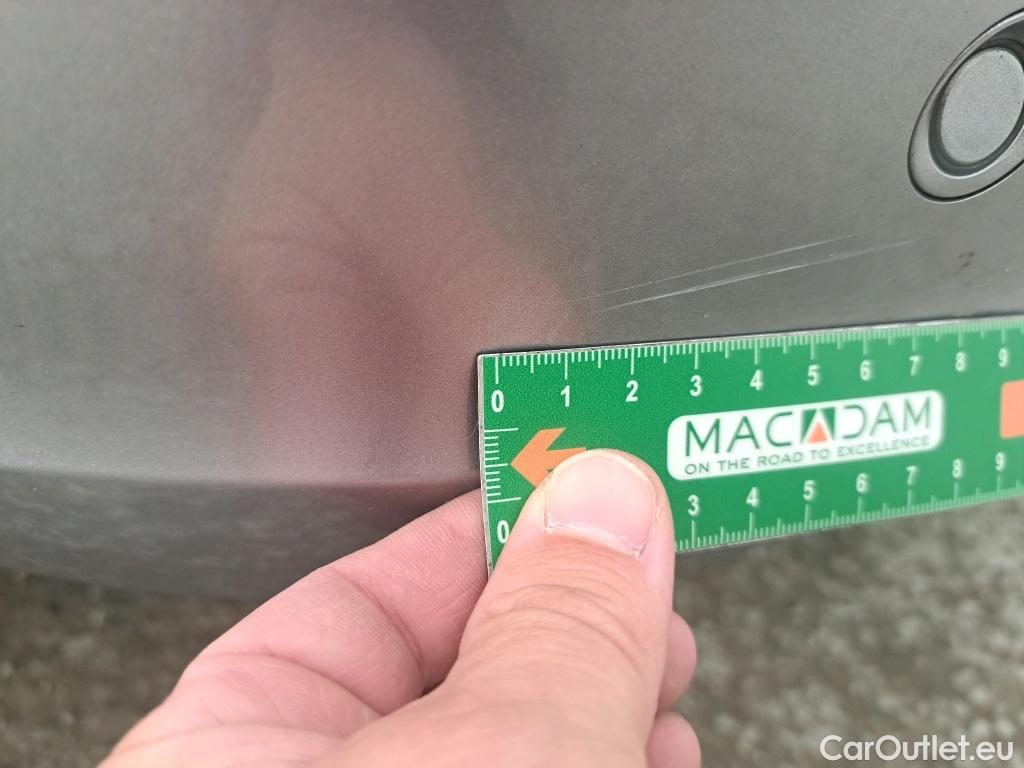 0 1 2 3 4 5 6 7 8 9
MACADAM
ON THE ROAD TO EXCELLENCE
0 3 4 5 6 7 8 9
CarOutlet.eu